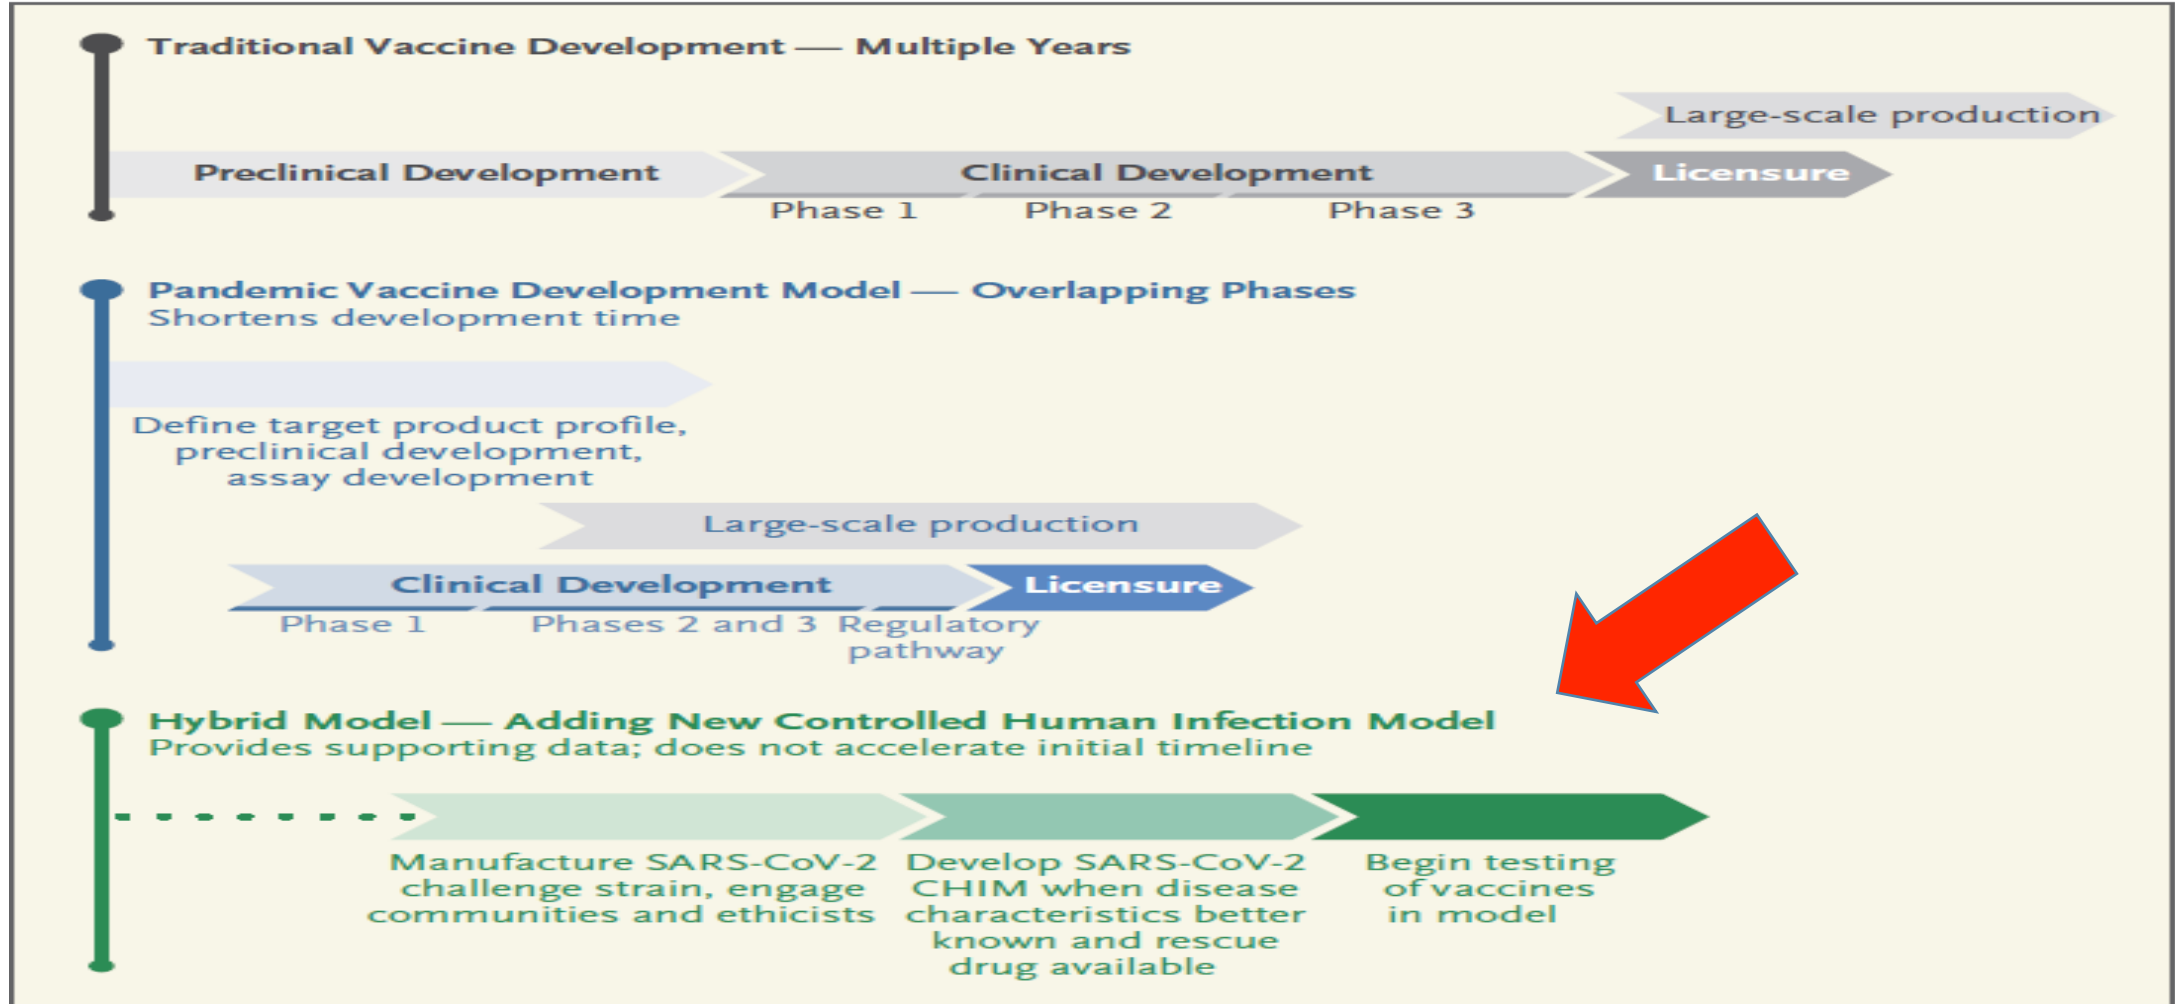 Traditional Vaccine Development — Multiple Years
Large-scale production
Preclinical Development
Clinical Development
Licensure
Phase 1
Phase 2
Phase 3
Pandemic Vaccine Development Model — Overlapping Phases
Shortens development time
Define target product profile,
preclinical development,
assay development
Large-scale production
Clinical Development
Licensure
Phase 1
Phases 2 and 3
Regulatory
pathway
Hybrid Model — Adding New Controlled Human Infection Model
Provides supporting data; does not accelerate initial timeline
Manufacture SARS-CoV-2
challenge strain, engage
communities and ethicists
Develop SARS-CoV-2
CHIM when disease
characteristics better
known and rescue
drug available
Begin testing
of vaccines
in model